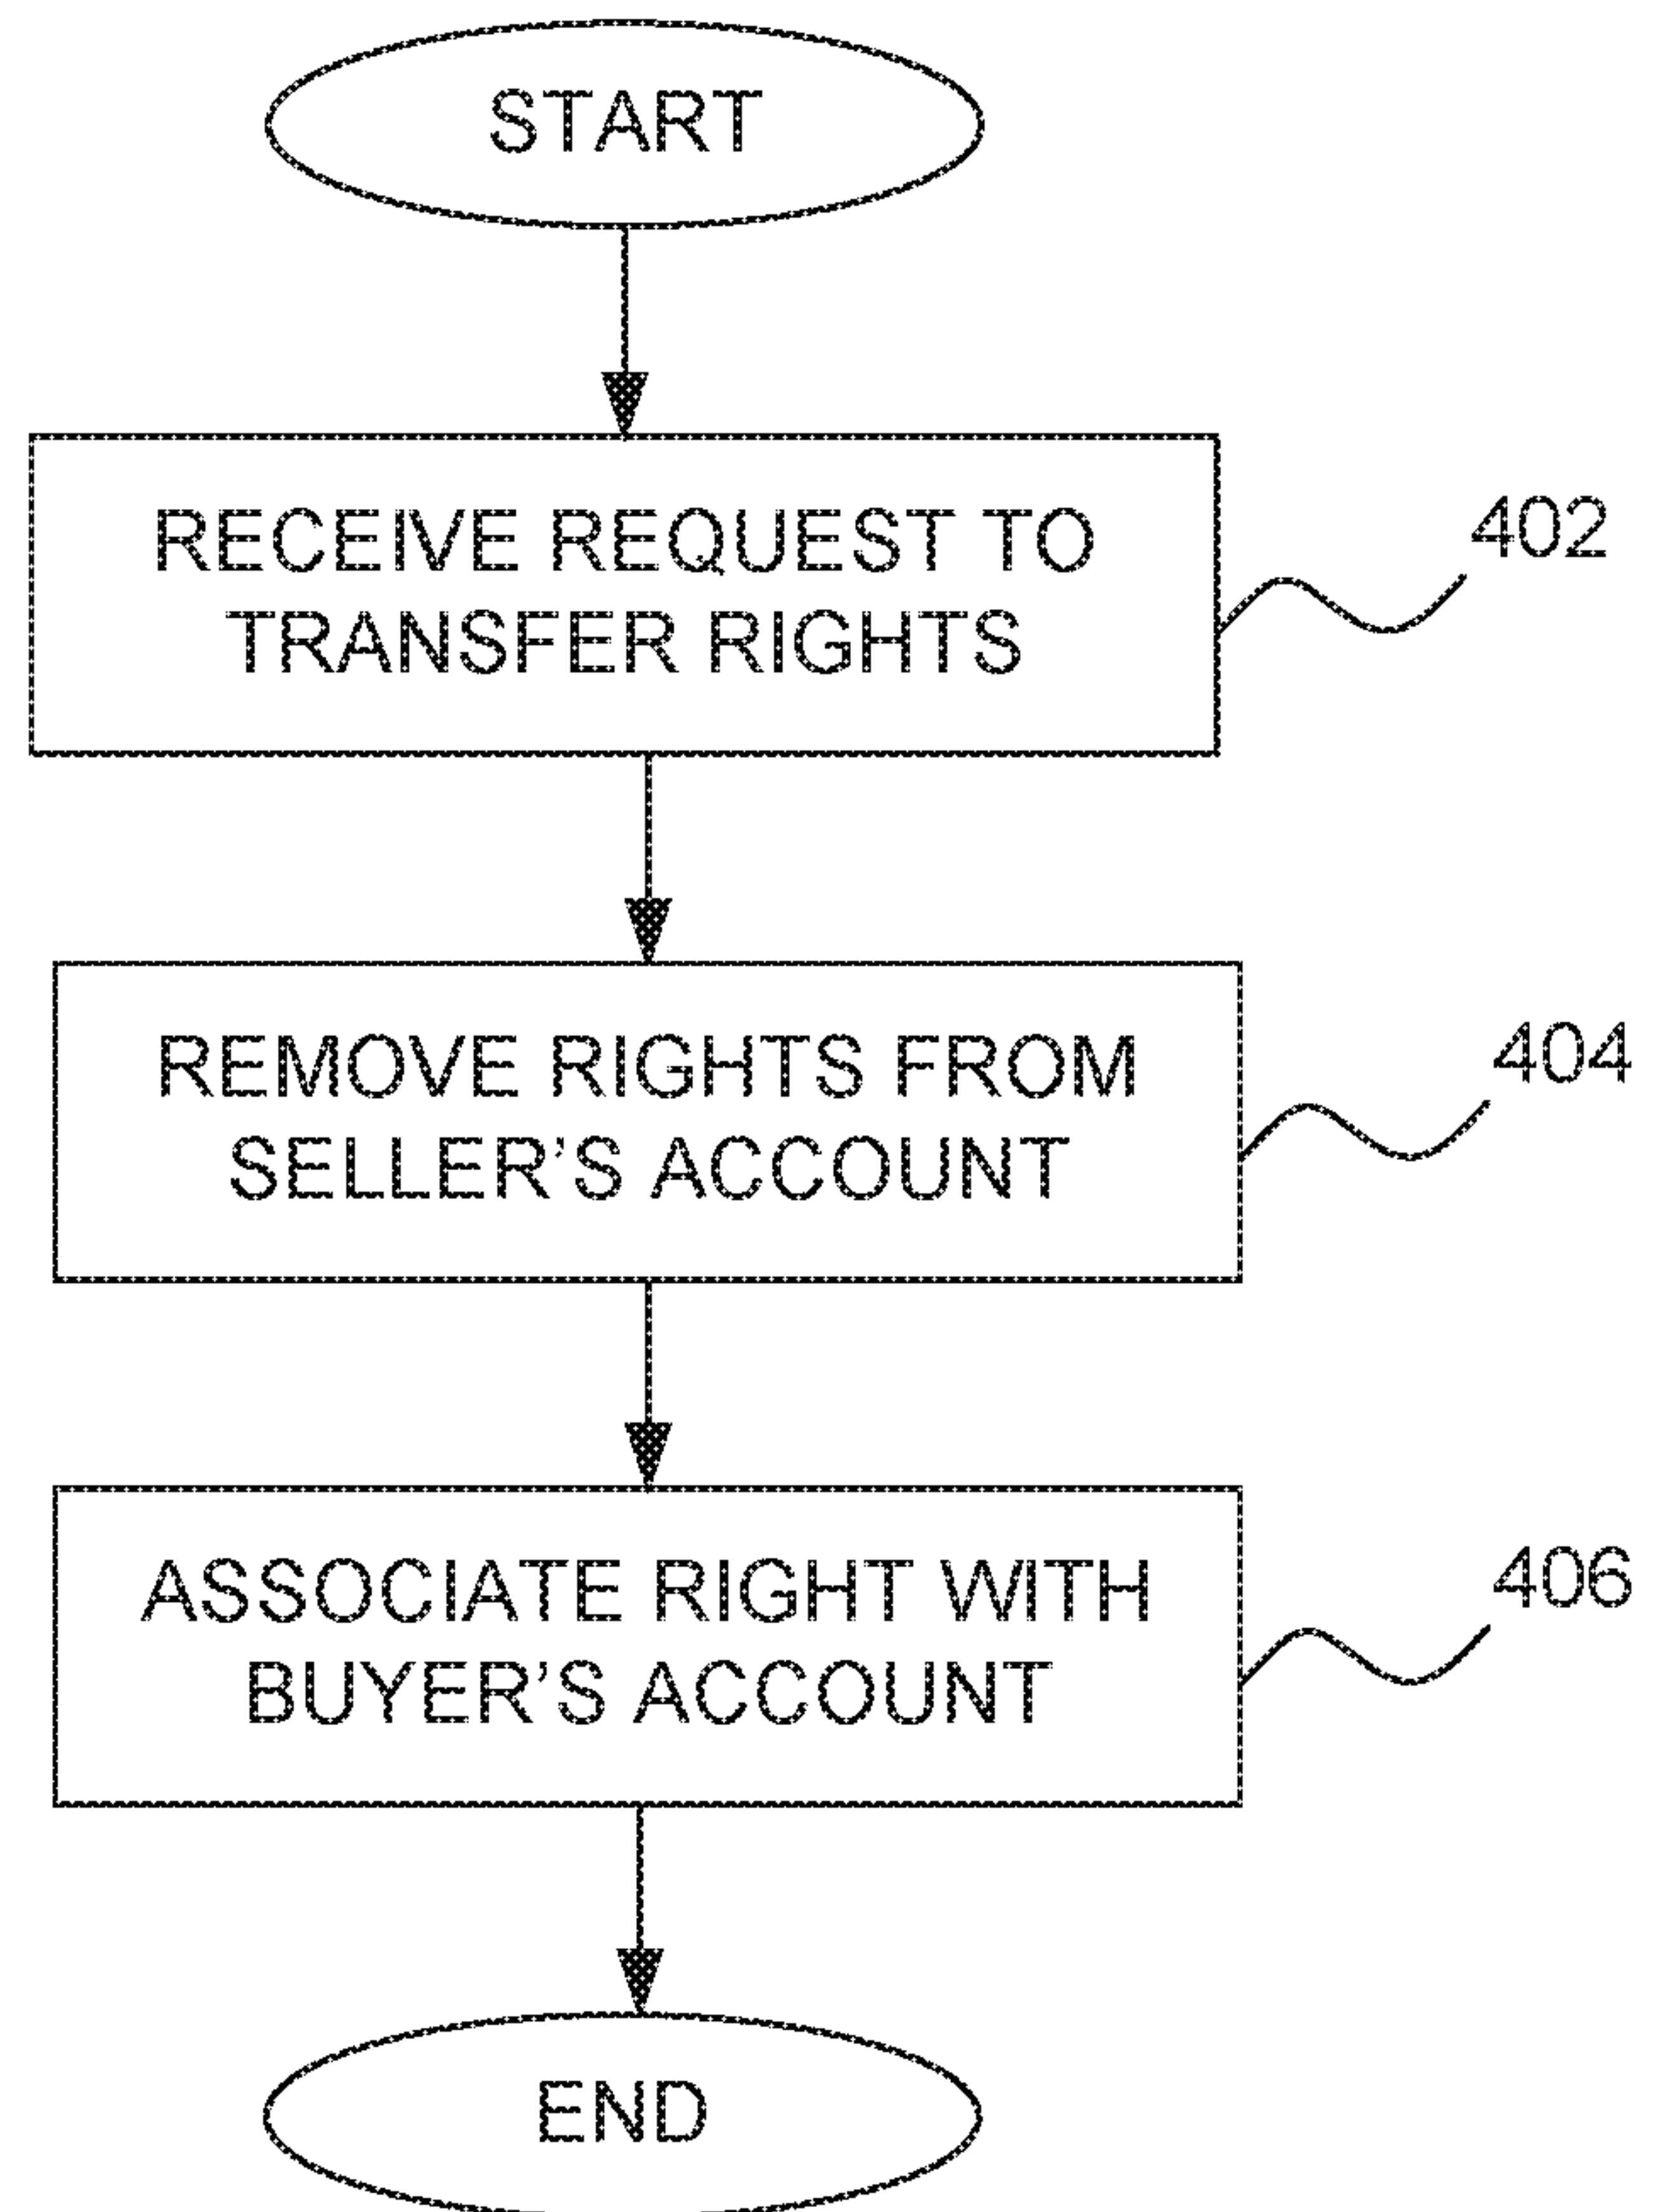 START
RECEIVE REQUEST TO
TRANSFER RIGHTS
402
REMOVE RIGHTS FROM
SELLER’S ACCOUNT
404
ASSOCIATE RIGHT WITH
BUYER’S ACCOUNT
406
END